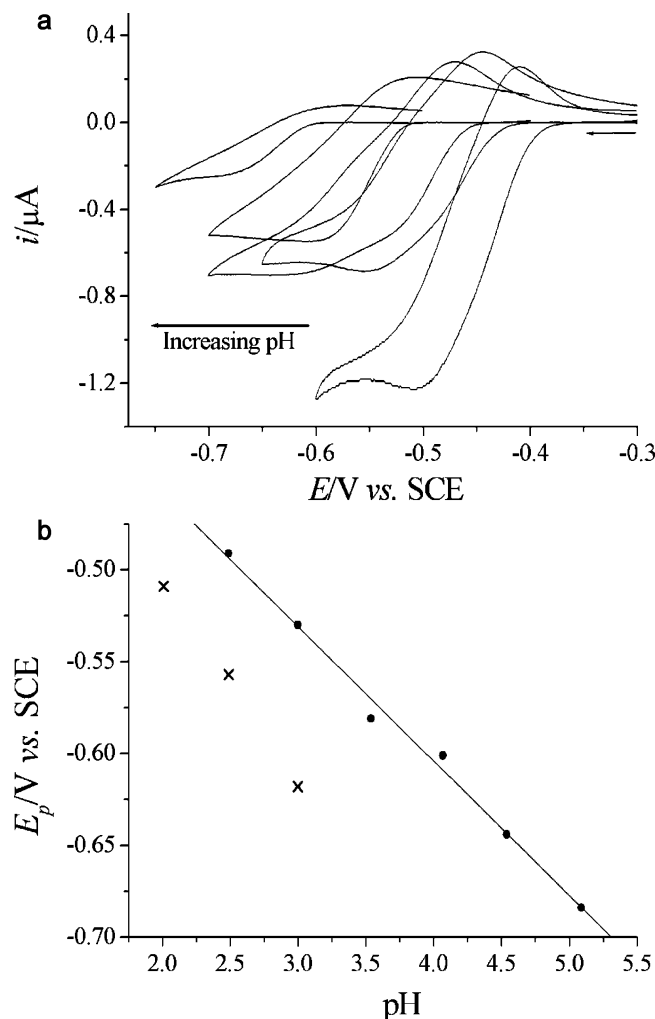 a
0.4
0.0
-0.4
-0.8
-1.2
i/μA
Increasing pH
-0.7 -0.6 -0.5 -0.4 -0.3
E/V vs. SCE
b
-0.50
-0.55
-0.60
-0.65
-0.70
Ep/V vs. SCE
2.0 2.5 3.0 3.5 4.0 4.5 5.0 5.5
pH